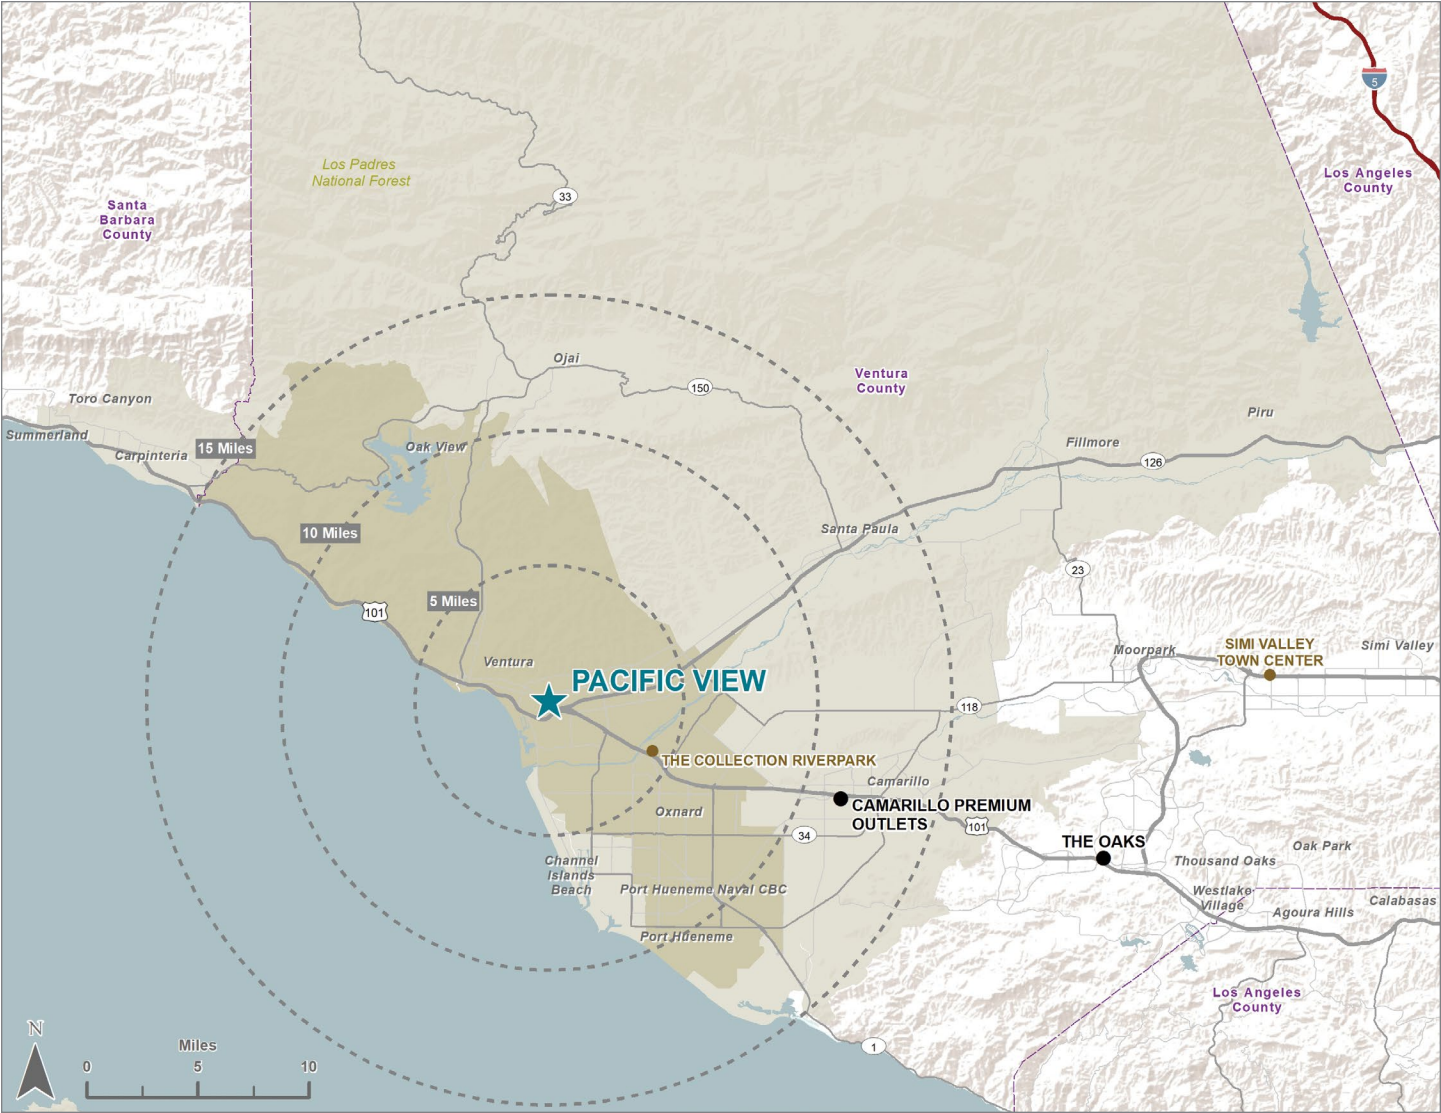 5
Los Padres
National Forest
Los Angeles
County
33
Santa
Barbara
County
Ojai
Ventura
County
150
Toro Canyon
Piru
Summerland
15 Miles
Oak View
Fillmore
Carpinteria
126
10 Miles
Santa Paula
23
5 Miles
101
Ventura
Moorpark
SIMI VALLEY
TOWN CENTER
Simi Valley
PACIFIC VIEW
118
THE COLLECTION RIVERPARK
Camarillo
CAMARILLO PREMIUM
OUTLETS
Oxnard
34
101
THE OAKS
Oak Park
Channel
Islands
Beach
Thousand Oaks
Port Hueneme Naval CBC
Westlake
Village
Calabasas
Agoura Hills
Port Hueneme
Los Angeles
County
N
Miles
1
0 5 10